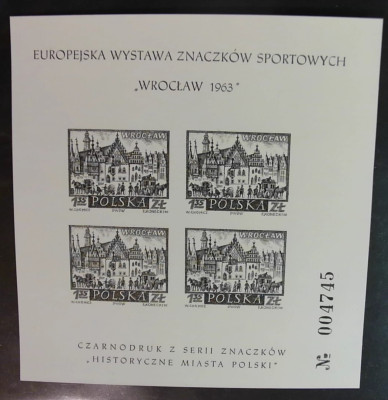 EUROPEJSKA WYSTAWA ZNACZKÓW SPORTOWYCH
„WROCŁAW 1963"
WROCŁAW WROCŁAW
1.55 POLSKA ZŁ 1.55 POLSKA ZŁ
WROCŁAW WROCŁAW
1.55 POLSKA ZŁ 1.55 POLSKA ZŁ
№ 004745
CZARNODRUK Z SERII ZNACZKÓW
„HISTORYCZNE MIASTA POLSKI"